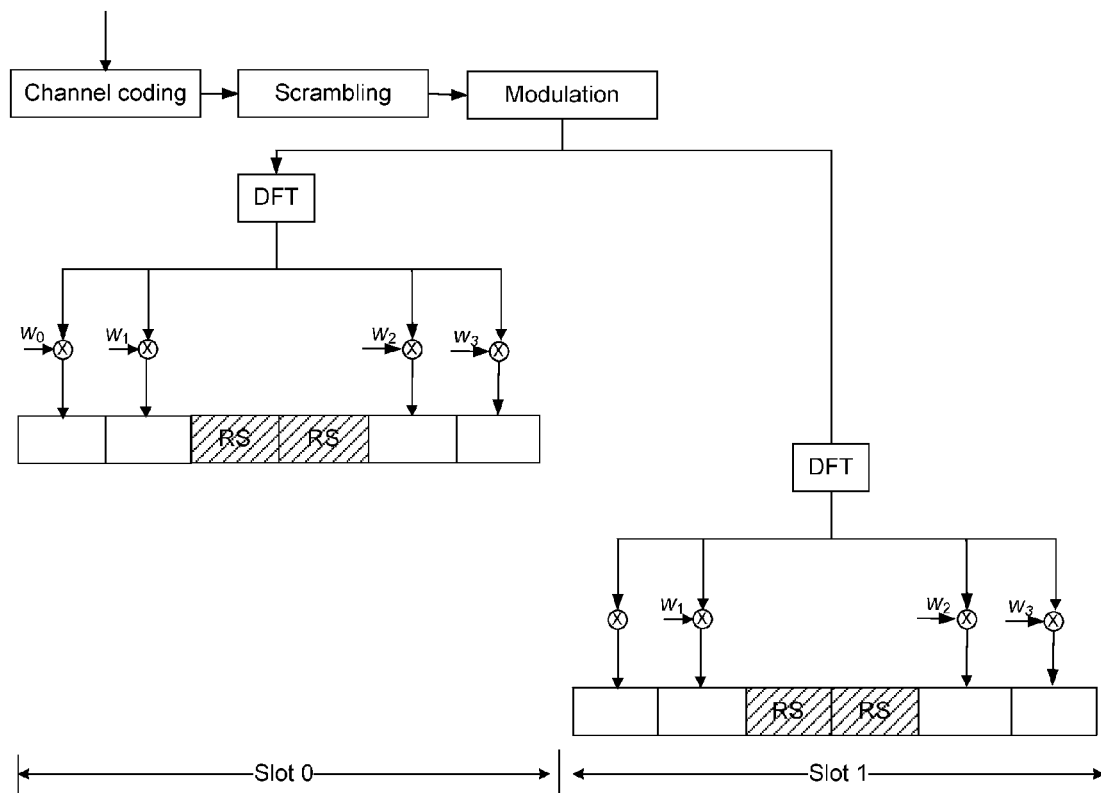 Channel coding
Scrambling
Modulation
DFT
w0
w1
w2
w3
X
X
X
X
RS
RS
DFT
w1
w2
w3
X
X
X
X
RS
RS
Slot 0
Slot 1